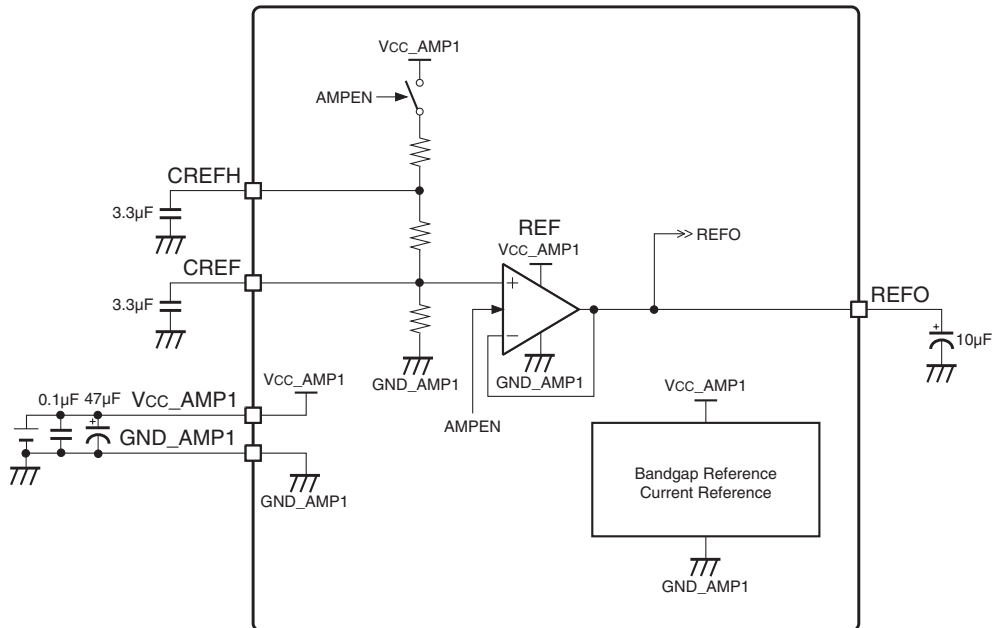 VCC_AMP1
AMPEN
CREFH
3.3µF
REF
VCC_AMP1
REFO
CREF
+
REFO
3.3µF
−
+
10µF
GND_AMP1
GND_AMP1
VCC_AMP1
VCC_AMP1
0.1µF 47µF
VCC_AMP1
+
AMPEN
GND_AMP1
Bandgap Reference
Current Reference
GND_AMP1
GND_AMP1